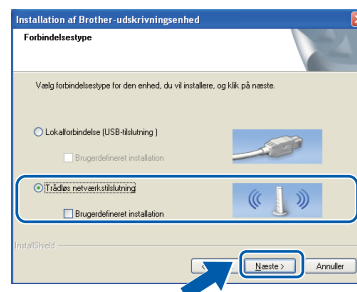 Installation af Brother-udskrivningsenhed
Forbindelsestype
Vælg forbindelsestype for den enhed, du vil installere, og klik på næste.
Lokalforbindelse (USB-tilslutning )
Brugerdefineret installation
Trådløs netværkstilslutning
Brugerdefineret installation
InstallShield
< Næste > Annuller